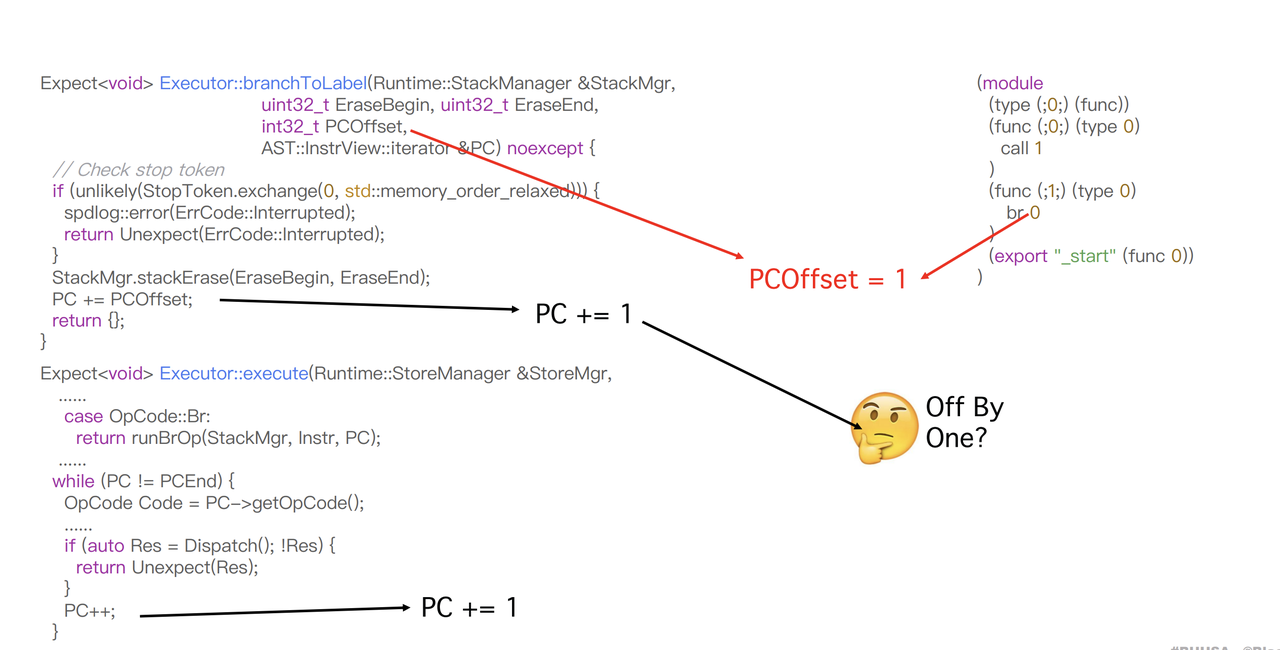 Expect<void> Executor::branchToLabel(Runtime::StackManager &StackMgr,
uint32_t EraseBegin, uint32_t EraseEnd,
int32_t PCOffset,
AST::InstrView::iterator &PC) noexcept {
// Check stop token
if (unlikely(StopToken.exchange(0, std::memory_order_relaxed))) {
spdlog::error(ErrCode::Interrupted);
return Unexpect(ErrCode::Interrupted);
}
StackMgr.stackErase(EraseBegin, EraseEnd);
PC += PCOffset;
return {};
}
Expect<void> Executor::execute(Runtime::StoreManager &StoreMgr,
......
case OpCode::Br:
return runBrOp(StackMgr, Instr, PC);
......
while (PC != PCEnd) {
OpCode Code = PC->getOpCode();
......
if (auto Res = Dispatch(); !Res) {
return Unexpect(Res);
}
PC++;
}
PC += 1
PC += 1
PCOffset = 1
Off By
One?
(module
(type (;0;) (func))
(func (;0;) (type 0)
call 1
)
(func (;1;) (type 0)
br 0
)
(export "_start" (func 0))
)